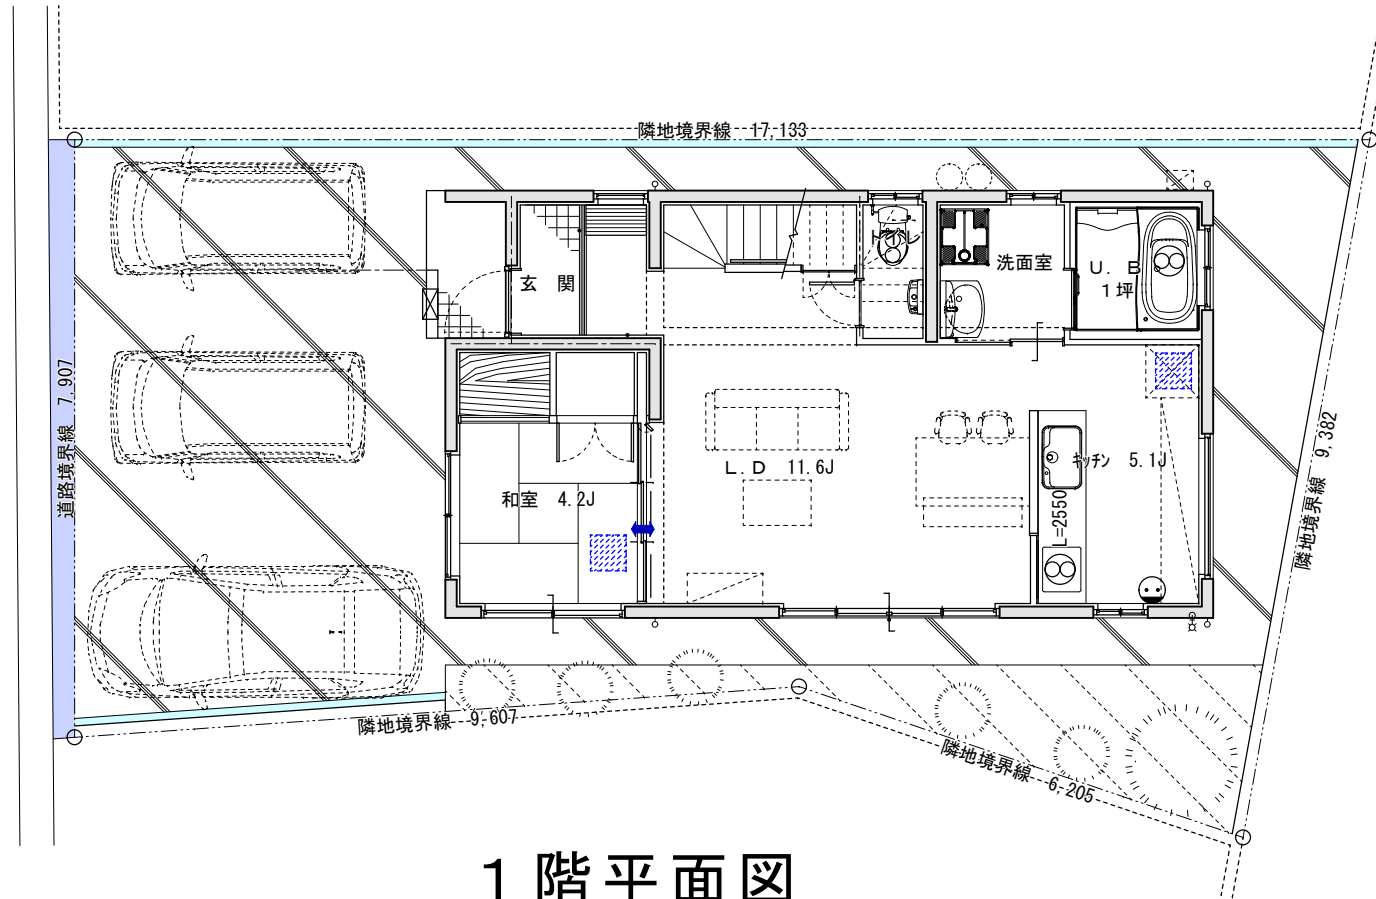 隣地境界線　17,133
玄　関
トイレ
洗面室
Ｕ．Ｂ
１坪
道路境界線　7,907
Ｌ．Ｄ　11.6J
ｷｯﾁﾝ　5.1J
和室　4.2J
L=2550
隣地境界線　9,382
隣地境界線　9,607
隣地境界線　6,205
１階平面図